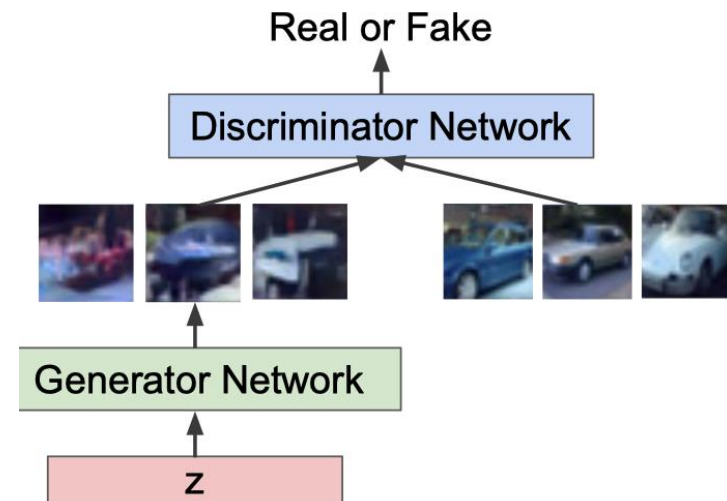 Real or Fake
Discriminator Network
Generator Network
z